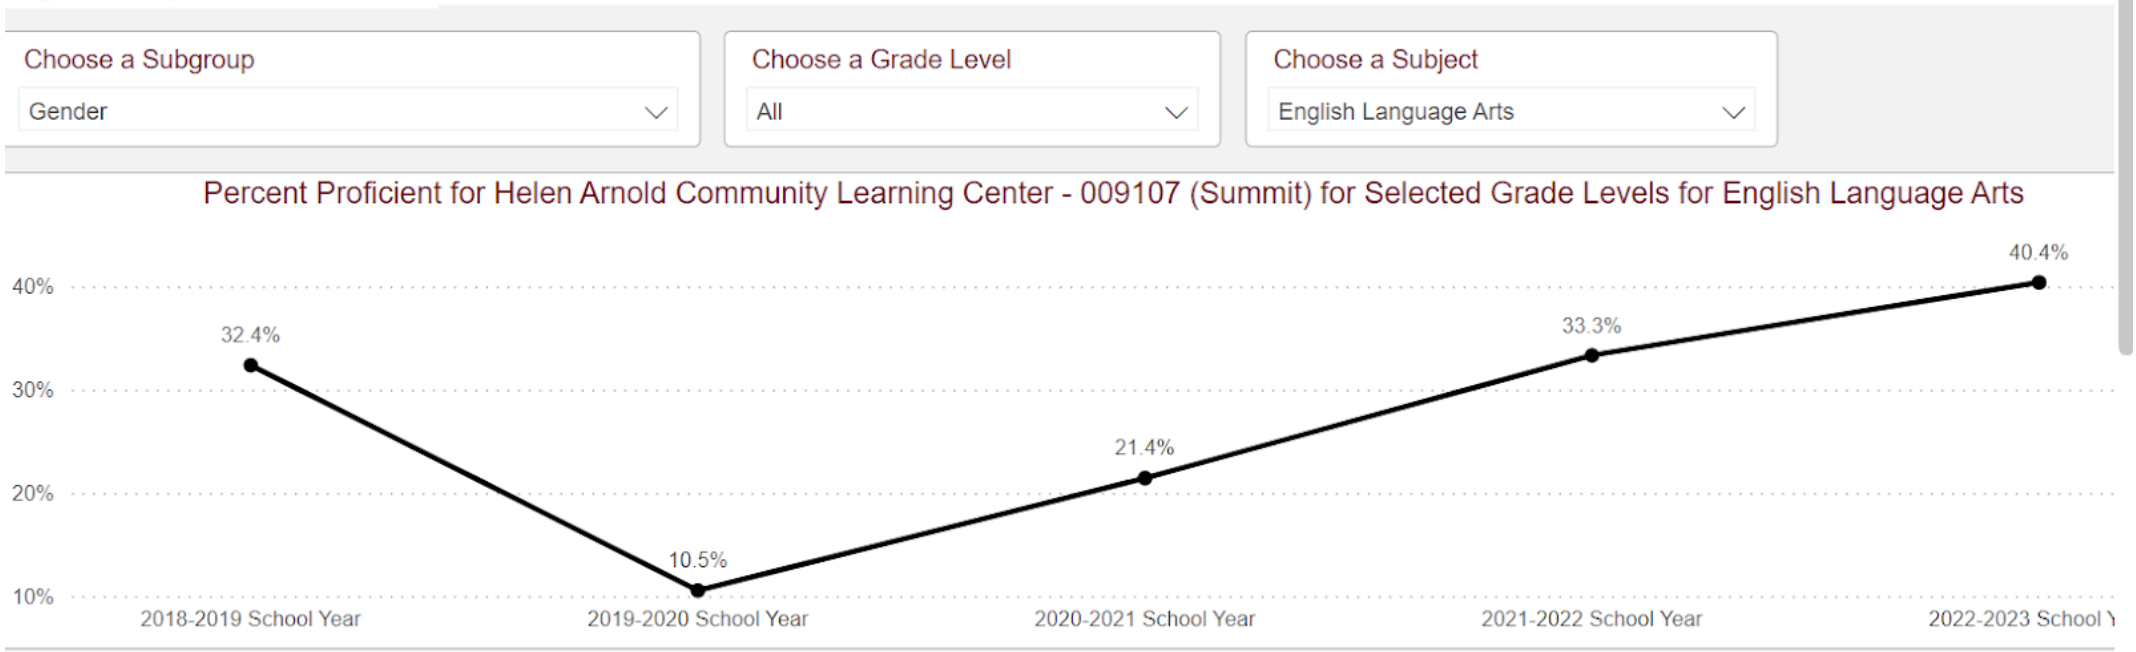 Choose a Subgroup
Gender
Choose a Grade Level
All
Choose a Subject
English Language Arts
Percent Proficient for Helen Arnold Community Learning Center - 009107 (Summit) for Selected Grade Levels for English Language Arts
40%
30%
20%
10%
32.4%
10.5%
21.4%
33.3%
40.4%
2018-2019 School Year
2019-2020 School Year
2020-2021 School Year
2021-2022 School Year
2022-2023 School Y